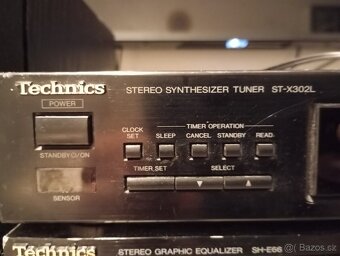 Technics
STEREO SYNTHESIZER TUNER ST-X302L
POWER
TIMER OPERATION
CLOCK SET
SLEEP
CANCEL
STANDBY
READ
STANDBY⏻/ON
TIMER SET
SELECT
SENSOR
Technics
STEREO GRAPHIC EQUALIZER SH-E66
Bazos.sk